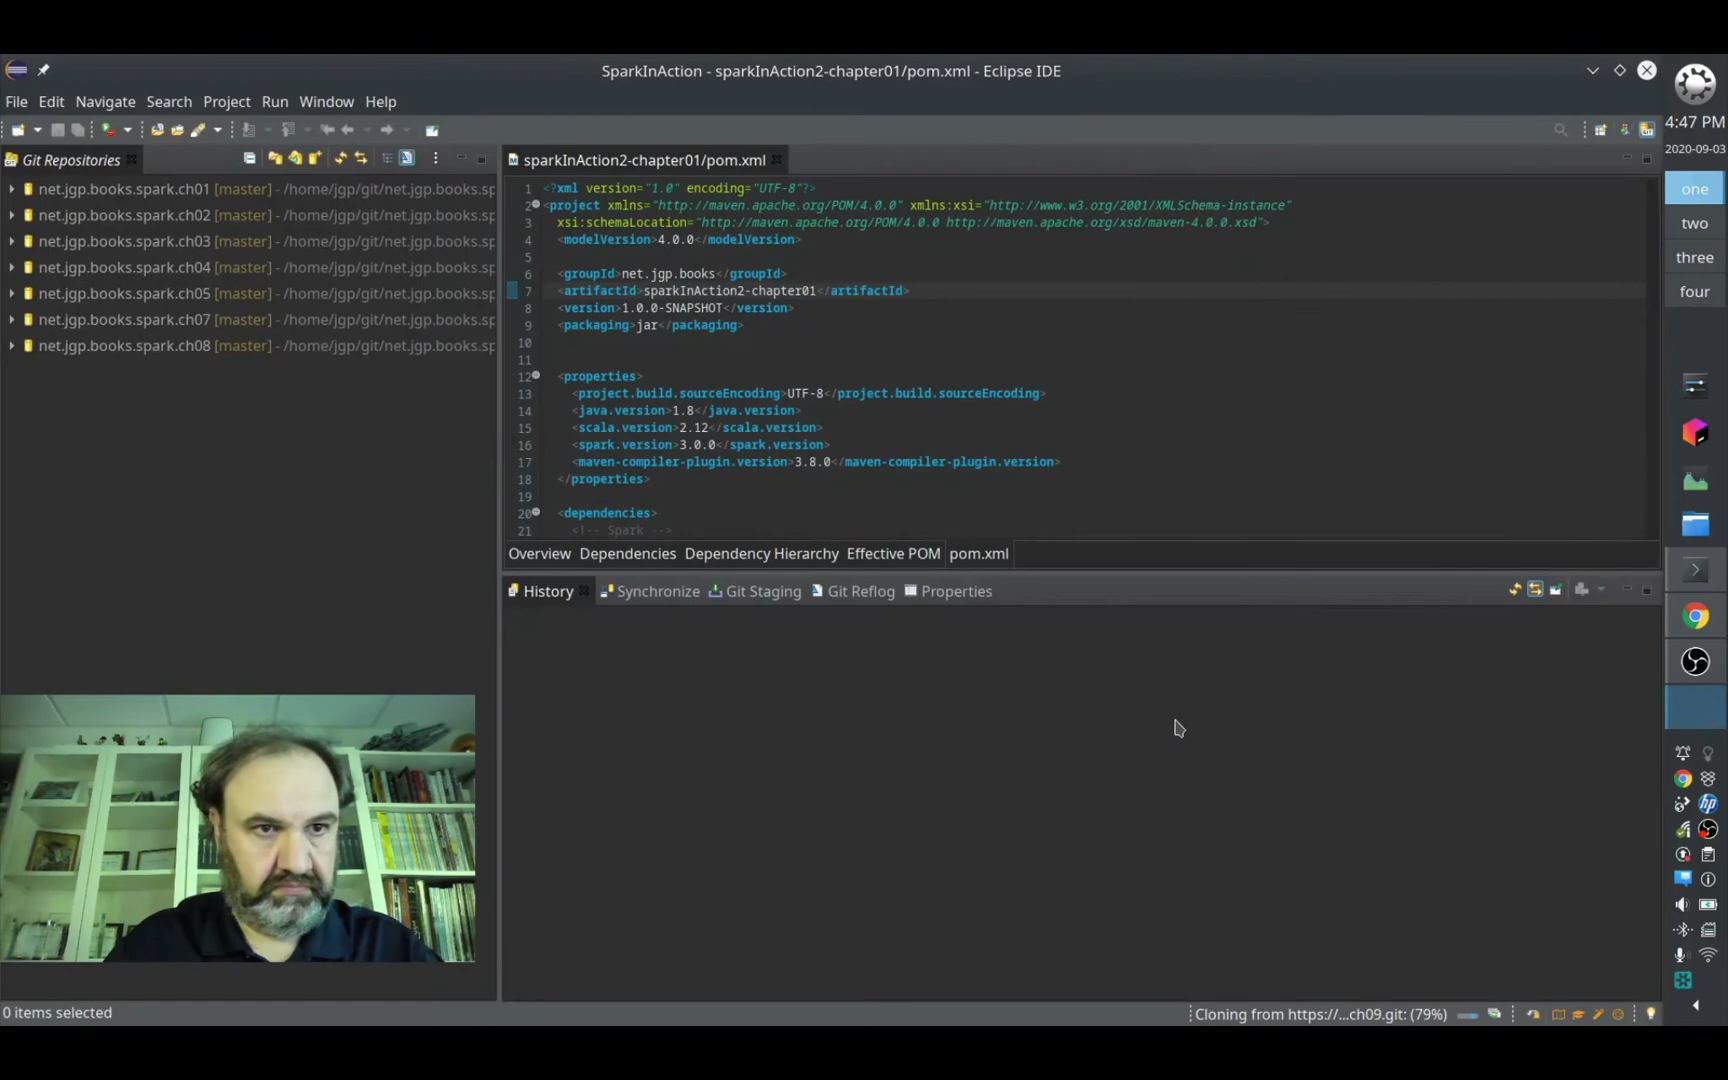 SparkInAction - sparkInAction2-chapter01/pom.xml - Eclipse IDE
File Edit Navigate Search Project Run Window Help
Git Repositories
net.jgp.books.spark.ch01 [master] - /home/jgp/git/net.jgp.books.sp
net.jgp.books.spark.ch02 [master] - /home/jgp/git/net.jgp.books.sp
net.jgp.books.spark.ch03 [master] - /home/jgp/git/net.jgp.books.sp
net.jgp.books.spark.ch04 [master] - /home/jgp/git/net.jgp.books.sp
net.jgp.books.spark.ch05 [master] - /home/jgp/git/net.jgp.books.sp
net.jgp.books.spark.ch07 [master] - /home/jgp/git/net.jgp.books.sp
net.jgp.books.spark.ch08 [master] - /home/jgp/git/net.jgp.books.sp
sparkInAction2-chapter01/pom.xml
1 <?xml version="1.0" encoding="UTF-8"?>
2 <project xmlns="http://maven.apache.org/POM/4.0.0" xmlns:xsi="http://www.w3.org/2001/XMLSchema-instance"
3 xsi:schemaLocation="http://maven.apache.org/POM/4.0.0 http://maven.apache.org/xsd/maven-4.0.0.xsd">
4 <modelVersion>4.0.0</modelVersion>
5
6 <groupId>net.jgp.books</groupId>
7 <artifactId>sparkInAction2-chapter01</artifactId>
8 <version>1.0.0-SNAPSHOT</version>
9 <packaging>jar</packaging>
10
11
12 <properties>
13 <project.build.sourceEncoding>UTF-8</project.build.sourceEncoding>
14 <java.version>1.8</java.version>
15 <scala.version>2.12</scala.version>
16 <spark.version>3.0.0</spark.version>
17 <maven-compiler-plugin.version>3.8.0</maven-compiler-plugin.version>
18 </properties>
19
20 <dependencies>
21 <!-- Spark -->
Overview Dependencies Dependency Hierarchy Effective POM pom.xml
History Synchronize Git Staging Git Reflog Properties
0 items selected
Cloning from https://...ch09.git: (79%)
4:47 PM
2020-09-03
one
two
three
four
hp